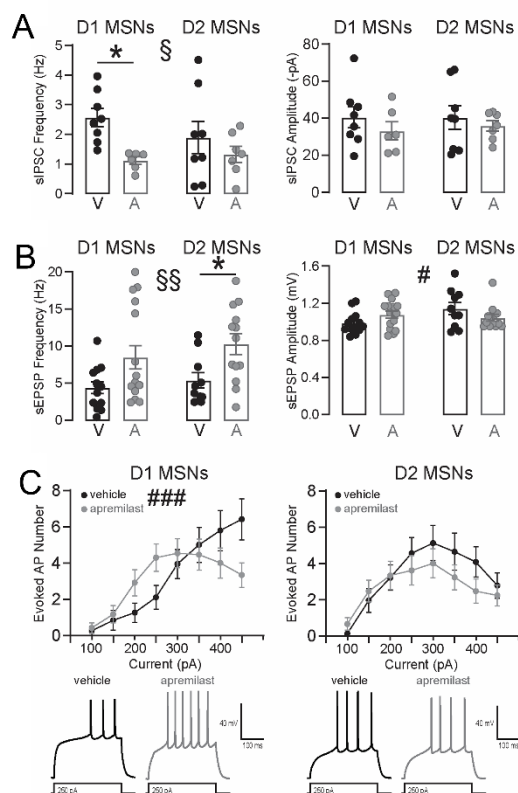 A
D1 MSNs
D2 MSNs
*
§
sIPSC Frequency (Hz)
5
4
3
2
1
0
V
A
V
A
D1 MSNs
D2 MSNs
sIPSC Amplitude (-pA)
80
60
40
20
0
V
A
V
A
B
D1 MSNs
D2 MSNs
§§
*
sEPSP Frequency (Hz)
20
15
10
5
0
V
A
V
A
D1 MSNs
D2 MSNs
#
sEPSP Amplitude (mV)
1.6
1.2
0.8
0.4
0.0
V
A
V
A
C
D1 MSNs
vehicle
apremilast
###
Evoked AP Number
8
6
4
2
0
100
200
300
400
Current (pA)
D2 MSNs
8
6
4
2
0
Evoked AP Number
100
200
300
400
Current (pA)
vehicle
apremilast
40 mV
100 ms
250 pA
250 pA
vehicle
apremilast
40 mV
100 ms
250 pA
250 pA